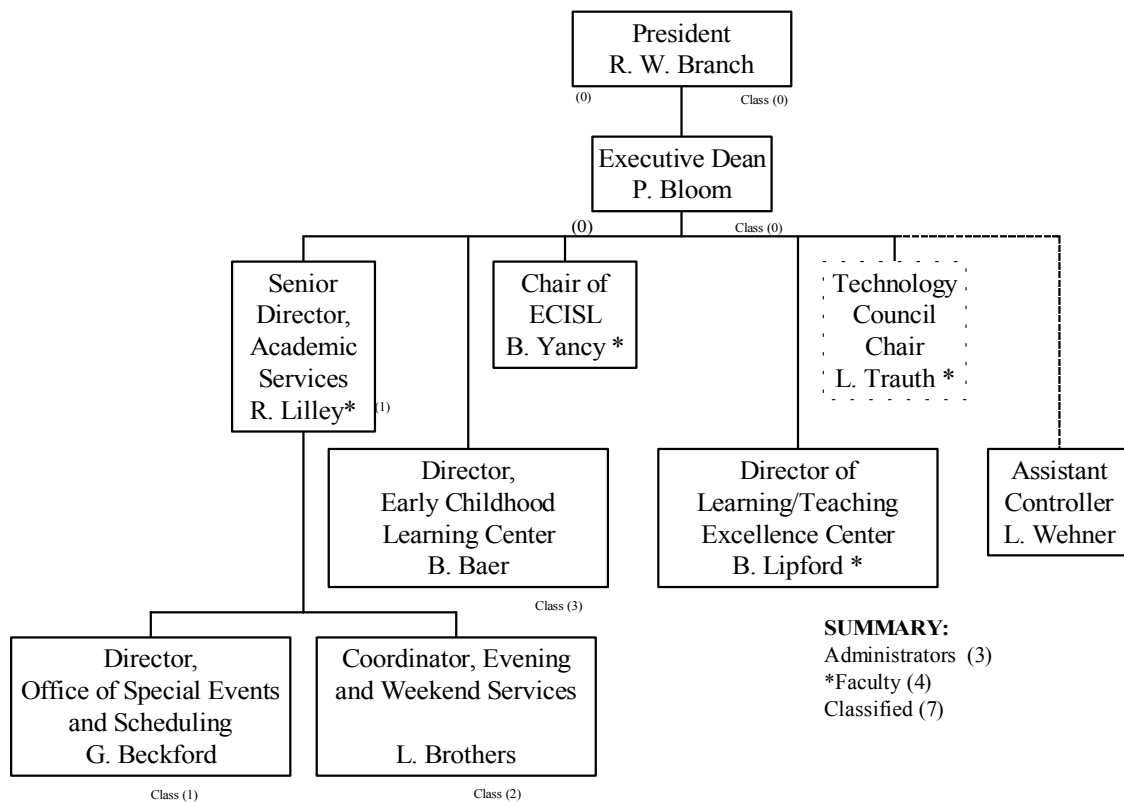 President
R. W. Branch
(0)
Class (0)
Executive Dean
P. Bloom
(0)
Class (0)
Senior
Director,
Academic
Services
R. Lilley*
(1)
Chair of
ECISL
B. Yancy *
Technology
Council
Chair
L. Trauth *
Director,
Early Childhood
Learning Center
B. Baer
Class (3)
Director of
Learning/Teaching
Excellence Center
B. Lipford *
Assistant
Controller
L. Wehner
Director,
Office of Special Events
and Scheduling
G. Beckford
Class (1)
Coordinator, Evening
and Weekend Services
L. Brothers
Class (2)
SUMMARY:
Administrators (3)
*Faculty (4)
Classified (7)